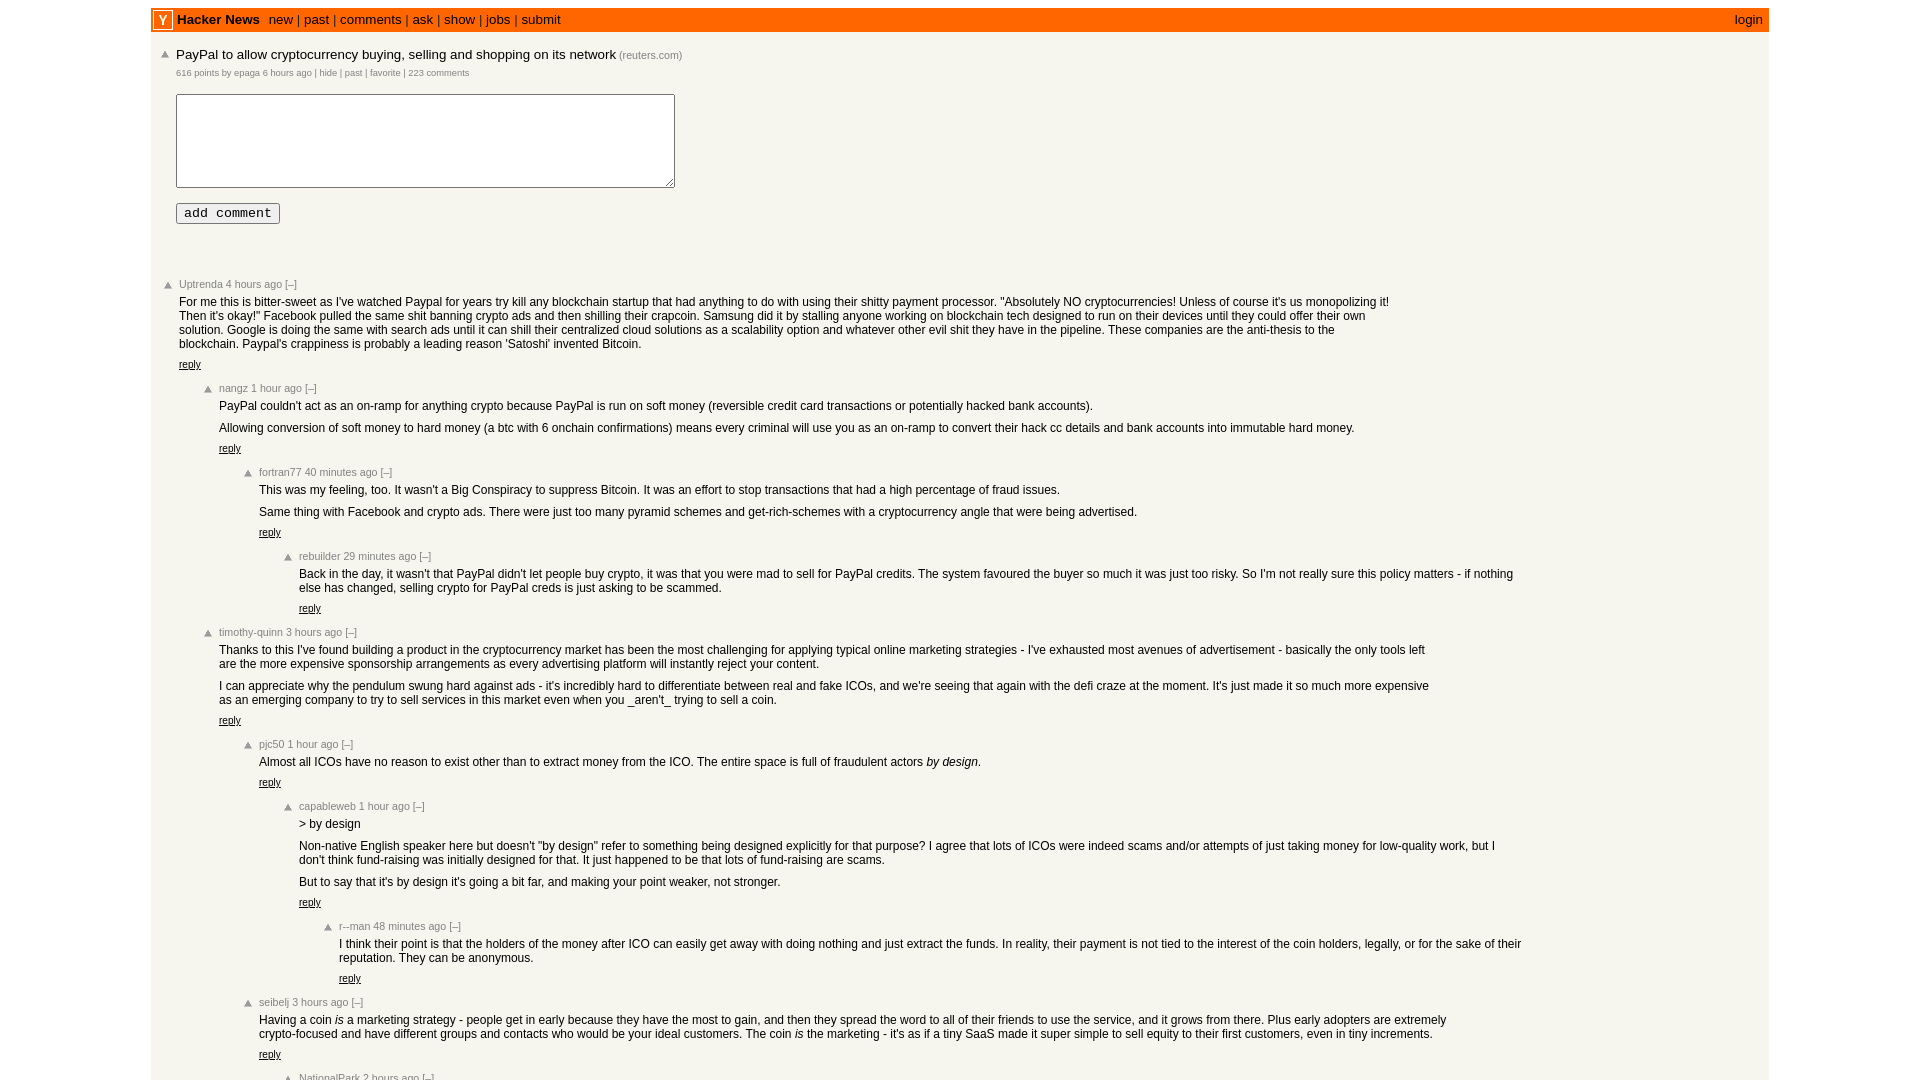 Y Hacker News new | past | comments | ask | show | jobs | submit login
PayPal to allow cryptocurrency buying, selling and shopping on its network (reuters.com)
616 points by epaga 6 hours ago | hide | past | favorite | 223 comments
add comment
Uptrenda 4 hours ago [–]
For me this is bitter-sweet as I've watched Paypal for years try kill any blockchain startup that had anything to do with using their shitty payment processor. "Absolutely NO cryptocurrencies! Unless of course it's us monopolizing it!
Then it's okay!" Facebook pulled the same shit banning crypto ads and then shilling their crapcoin. Samsung did it by stalling anyone working on blockchain tech designed to run on their devices until they could offer their own
solution. Google is doing the same with search ads until it can shill their centralized cloud solutions as a scalability option and whatever other evil shit they have in the pipeline. These companies are the anti-thesis to the
blockchain. Paypal's crappiness is probably a leading reason 'Satoshi' invented Bitcoin.
reply
nangz 1 hour ago [–]
PayPal couldn't act as an on-ramp for anything crypto because PayPal is run on soft money (reversible credit card transactions or potentially hacked bank accounts).
Allowing conversion of soft money to hard money (a btc with 6 onchain confirmations) means every criminal will use you as an on-ramp to convert their hack cc details and bank accounts into immutable hard money.
reply
fortran77 40 minutes ago [–]
This was my feeling, too. It wasn't a Big Conspiracy to suppress Bitcoin. It was an effort to stop transactions that had a high percentage of fraud issues.
Same thing with Facebook and crypto ads. There were just too many pyramid schemes and get-rich-schemes with a cryptocurrency angle that were being advertised.
reply
rebuilder 29 minutes ago [–]
Back in the day, it wasn't that PayPal didn't let people buy crypto, it was that you were mad to sell for PayPal credits. The system favoured the buyer so much it was just too risky. So I'm not really sure this policy matters - if nothing
else has changed, selling crypto for PayPal creds is just asking to be scammed.
reply
timothy-quinn 3 hours ago [–]
Thanks to this I've found building a product in the cryptocurrency market has been the most challenging for applying typical online marketing strategies - I've exhausted most avenues of advertisement - basically the only tools left
are the more expensive sponsorship arrangements as every advertising platform will instantly reject your content.
I can appreciate why the pendulum swung hard against ads - it's incredibly hard to differentiate between real and fake ICOs, and we're seeing that again with the defi craze at the moment. It's just made it so much more expensive
as an emerging company to try to sell services in this market even when you _aren't_ trying to sell a coin.
reply
pjc50 1 hour ago [–]
Almost all ICOs have no reason to exist other than to extract money from the ICO. The entire space is full of fraudulent actors by design.
reply
capableweb 1 hour ago [–]
> by design
Non-native English speaker here but doesn't "by design" refer to something being designed explicitly for that purpose? I agree that lots of ICOs were indeed scams and/or attempts of just taking money for low-quality work, but I
don't think fund-raising was initially designed for that. It just happened to be that lots of fund-raising are scams.
But to say that it's by design it's going a bit far, and making your point weaker, not stronger.
reply
r--man 48 minutes ago [–]
I think their point is that the holders of the money after ICO can easily get away with doing nothing and just extract the funds. In reality, their payment is not tied to the interest of the coin holders, legally, or for the sake of their
reputation. They can be anonymous.
reply
seibelj 3 hours ago [–]
Having a coin is a marketing strategy - people get in early because they have the most to gain, and then they spread the word to all of their friends to use the service, and it grows from there. Plus early adopters are extremely
crypto-focused and have different groups and contacts who would be your ideal customers. The coin is the marketing - it's as if a tiny SaaS made it super simple to sell equity to their first customers, even in tiny increments.
reply
NationalPark 2 hours ago [–]